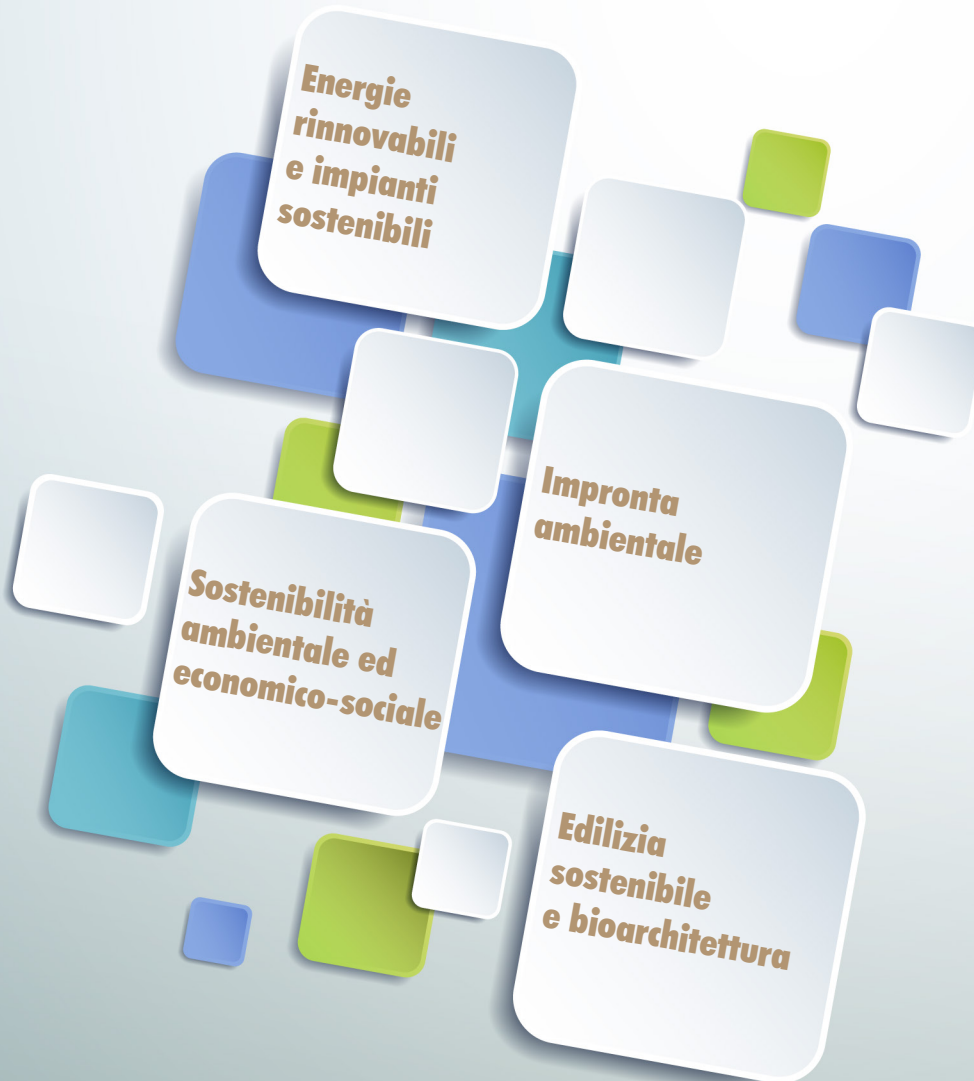 Energie
rinnovabili
e impianti
sostenibili
Impronta
ambientale
Sostenibilità
ambientale ed
economico-sociale
Edilizia
sostenibile
e bioarchitettura